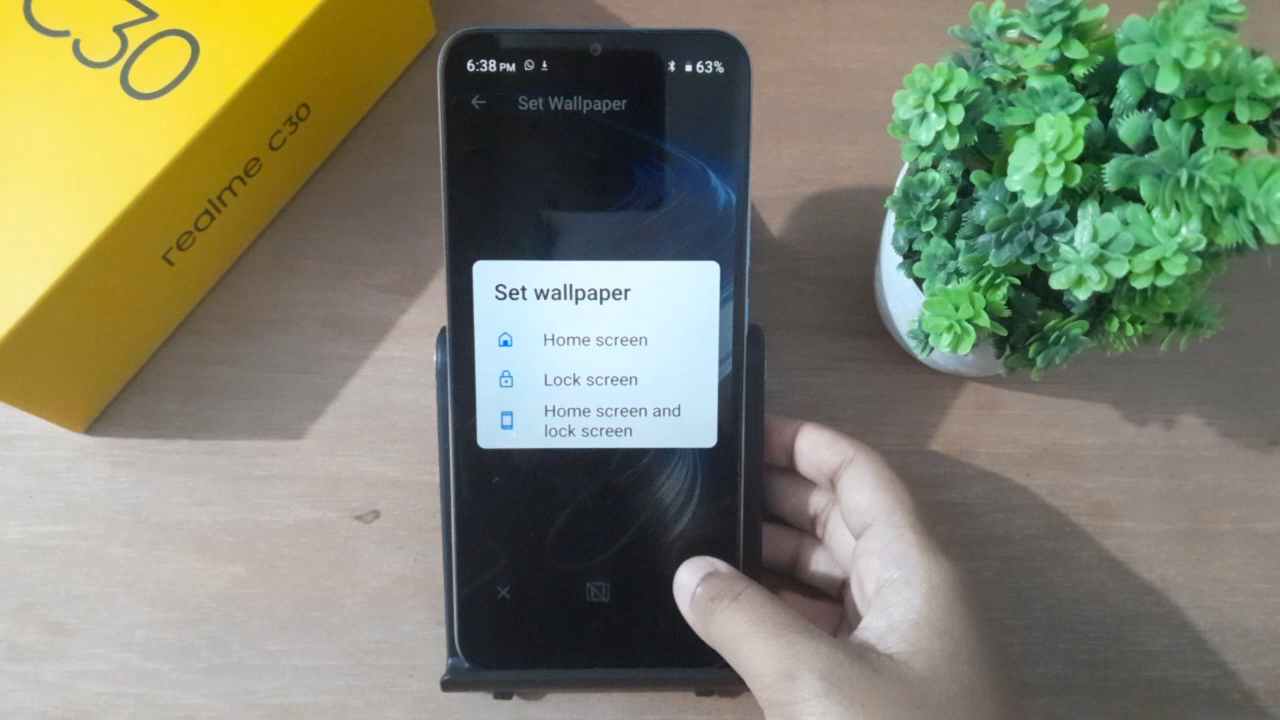 C30
realme C30
6:38 PM 63%
Set Wallpaper
Set wallpaper
Home screen
Lock screen
Home screen and
lock screen